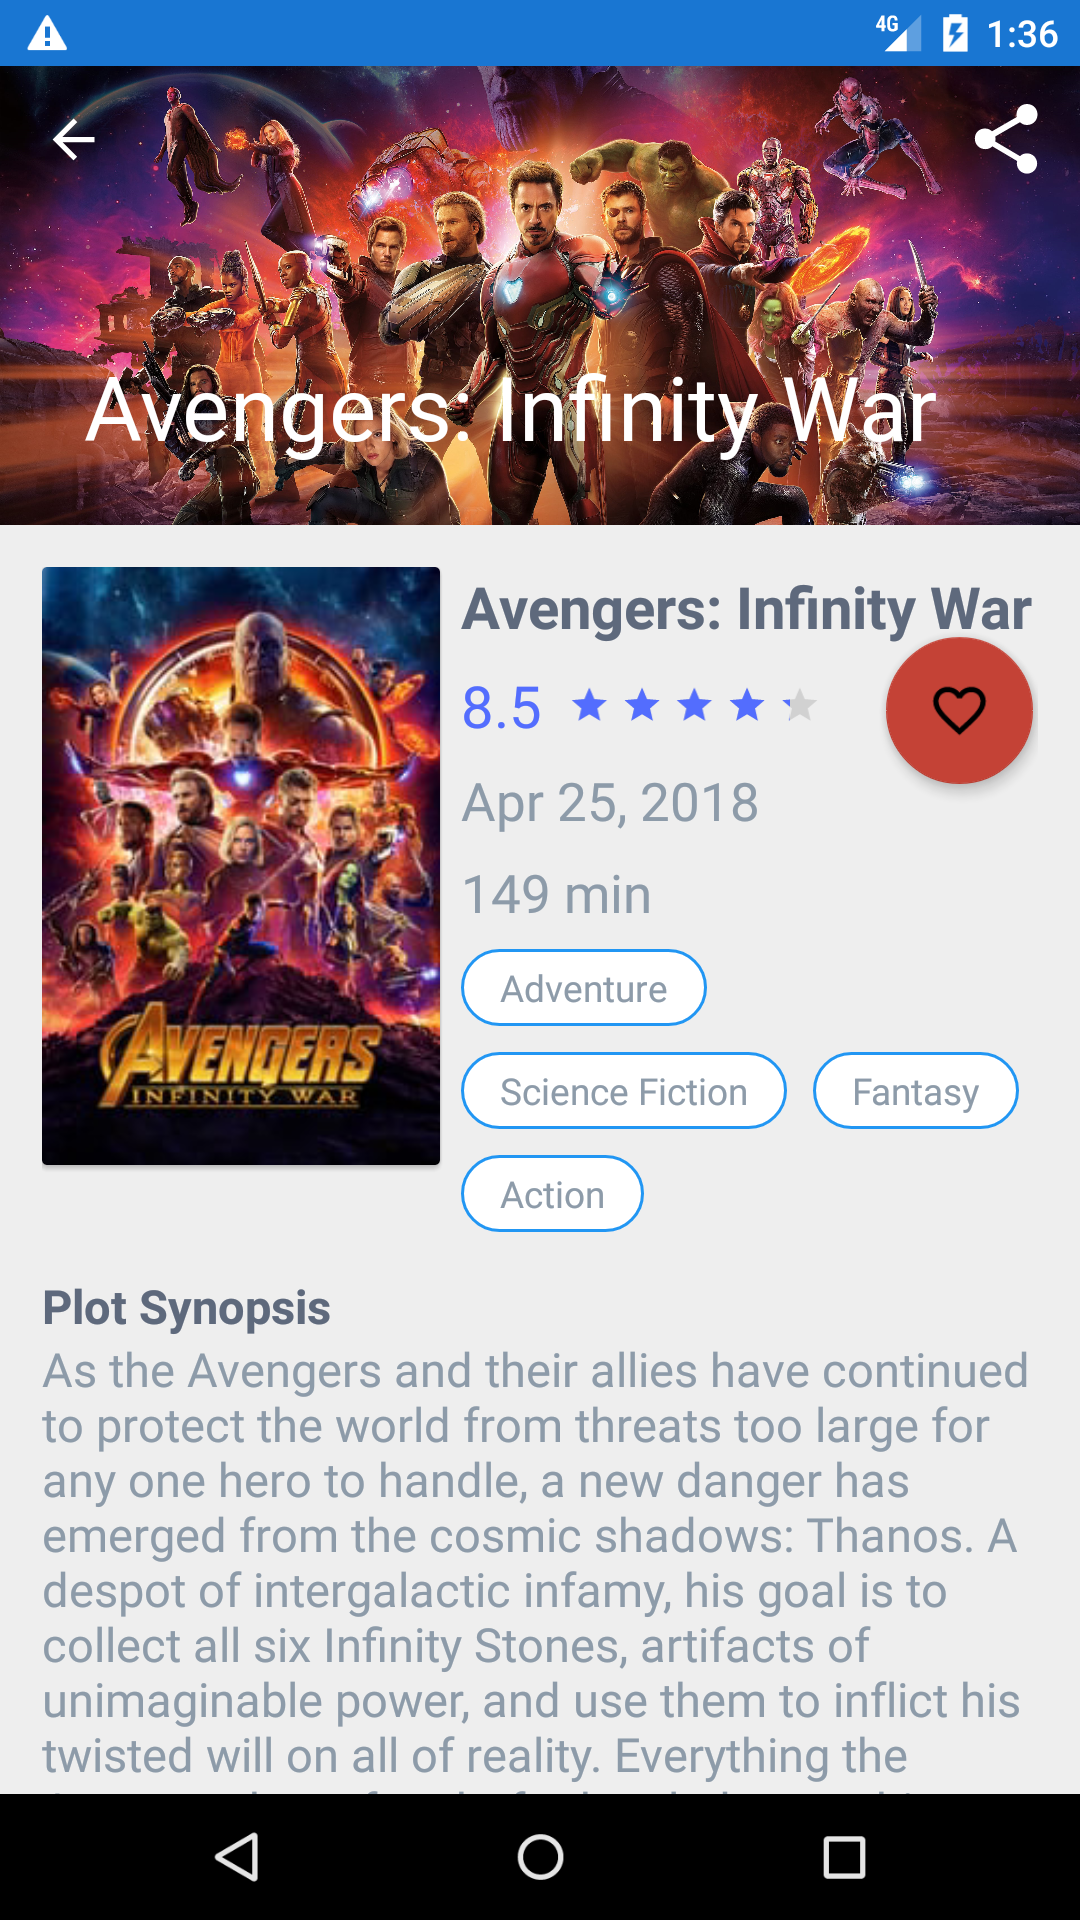 4G 1:36
Avengers: Infinity War
Avengers: Infinity War
8.5
Apr 25, 2018
149 min
Adventure
Science Fiction Fantasy
Action
AVENGERS
INFINITY WAR
Plot Synopsis
As the Avengers and their allies have continued
to protect the world from threats too large for
any one hero to handle, a new danger has
emerged from the cosmic shadows: Thanos. A
despot of intergalactic infamy, his goal is to
collect all six Infinity Stones, artifacts of
unimaginable power, and use them to inflict his
twisted will on all of reality. Everything the